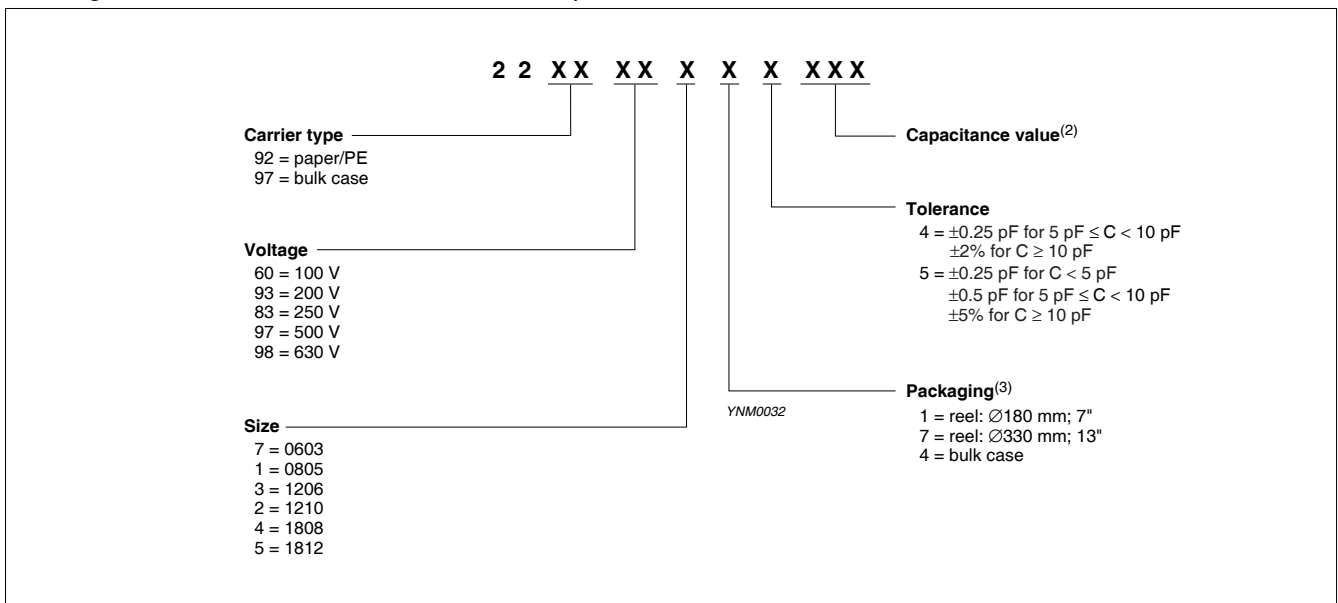 2 2 X X X X X X X X X X
Carrier type
92 = paper/PE
97 = bulk case
Voltage
60 = 100 V
93 = 200 V
83 = 250 V
97 = 500 V
98 = 630 V
Size
7 = 0603
1 = 0805
3 = 1206
2 = 1210
4 = 1808
5 = 1812
Capacitance value(2)
Tolerance
4 = ±0.25 pF for 5 pF ≤ C < 10 pF
±2% for C ≥ 10 pF
5 = ±0.25 pF for C < 5 pF
±0.5 pF for 5 pF ≤ C < 10 pF
±5% for C ≥ 10 pF
Packaging(3)
1 = reel: ∅180 mm; 7"
7 = reel: ∅330 mm; 13"
4 = bulk case
YNM0032